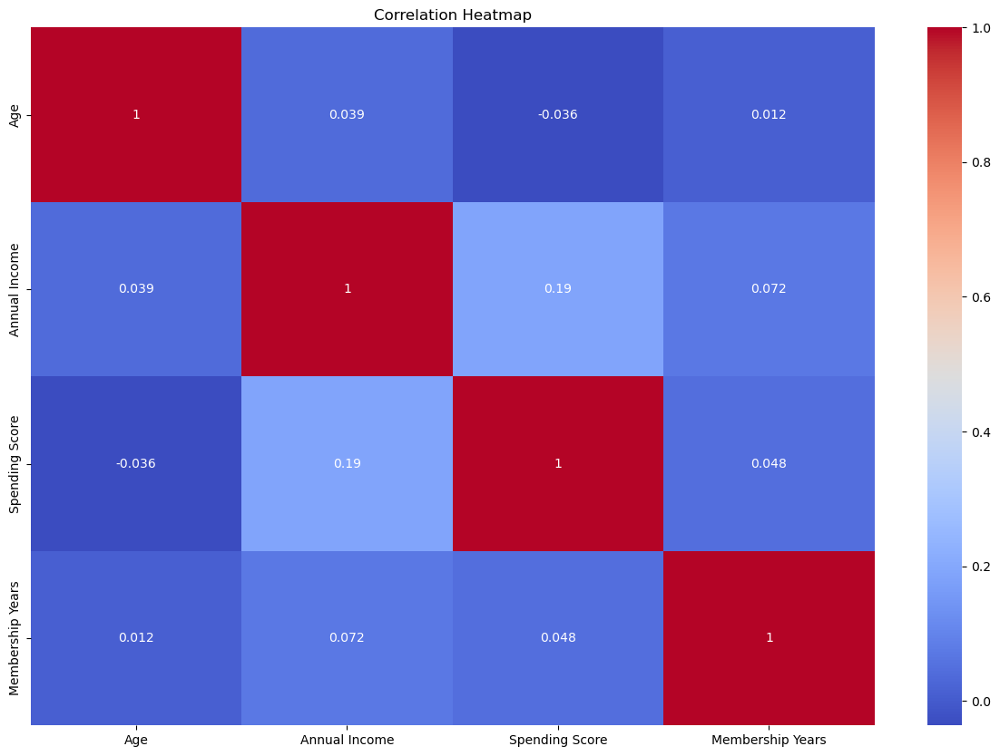 Correlation Heatmap
Age
1
0.039
-0.036
0.012
Annual Income
0.039
1
0.19
0.072
Spending Score
-0.036
0.19
1
0.048
Membership Years
0.012
0.072
0.048
1
Age
Annual Income
Spending Score
Membership Years
1.0
0.8
0.6
0.4
0.2
0.0